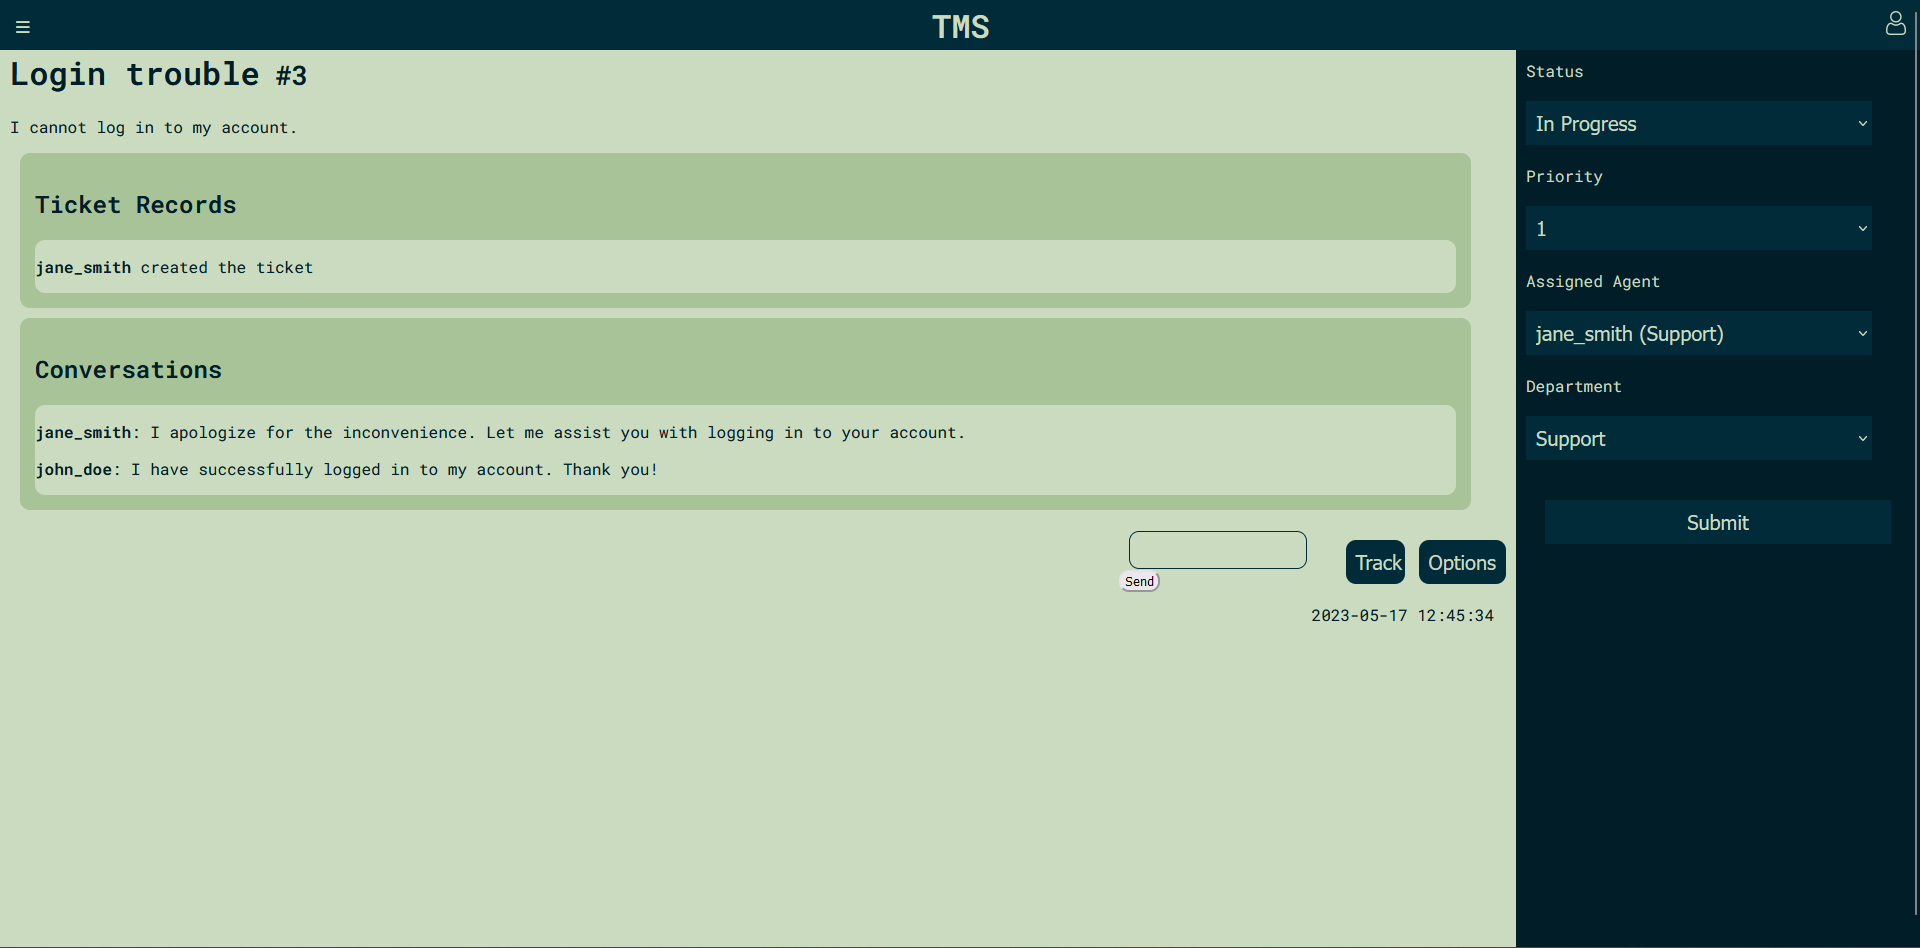 TMS
Login trouble #3
I cannot log in to my account.
Ticket Records
jane_smith created the ticket
Conversations
jane_smith: I apologize for the inconvenience. Let me assist you with logging in to your account.
john_doe: I have successfully logged in to my account. Thank you!
Send
Track
Options
2023-05-17 12:45:34
Status
In Progress
Priority
1
Assigned Agent
jane_smith (Support)
Department
Support
Submit